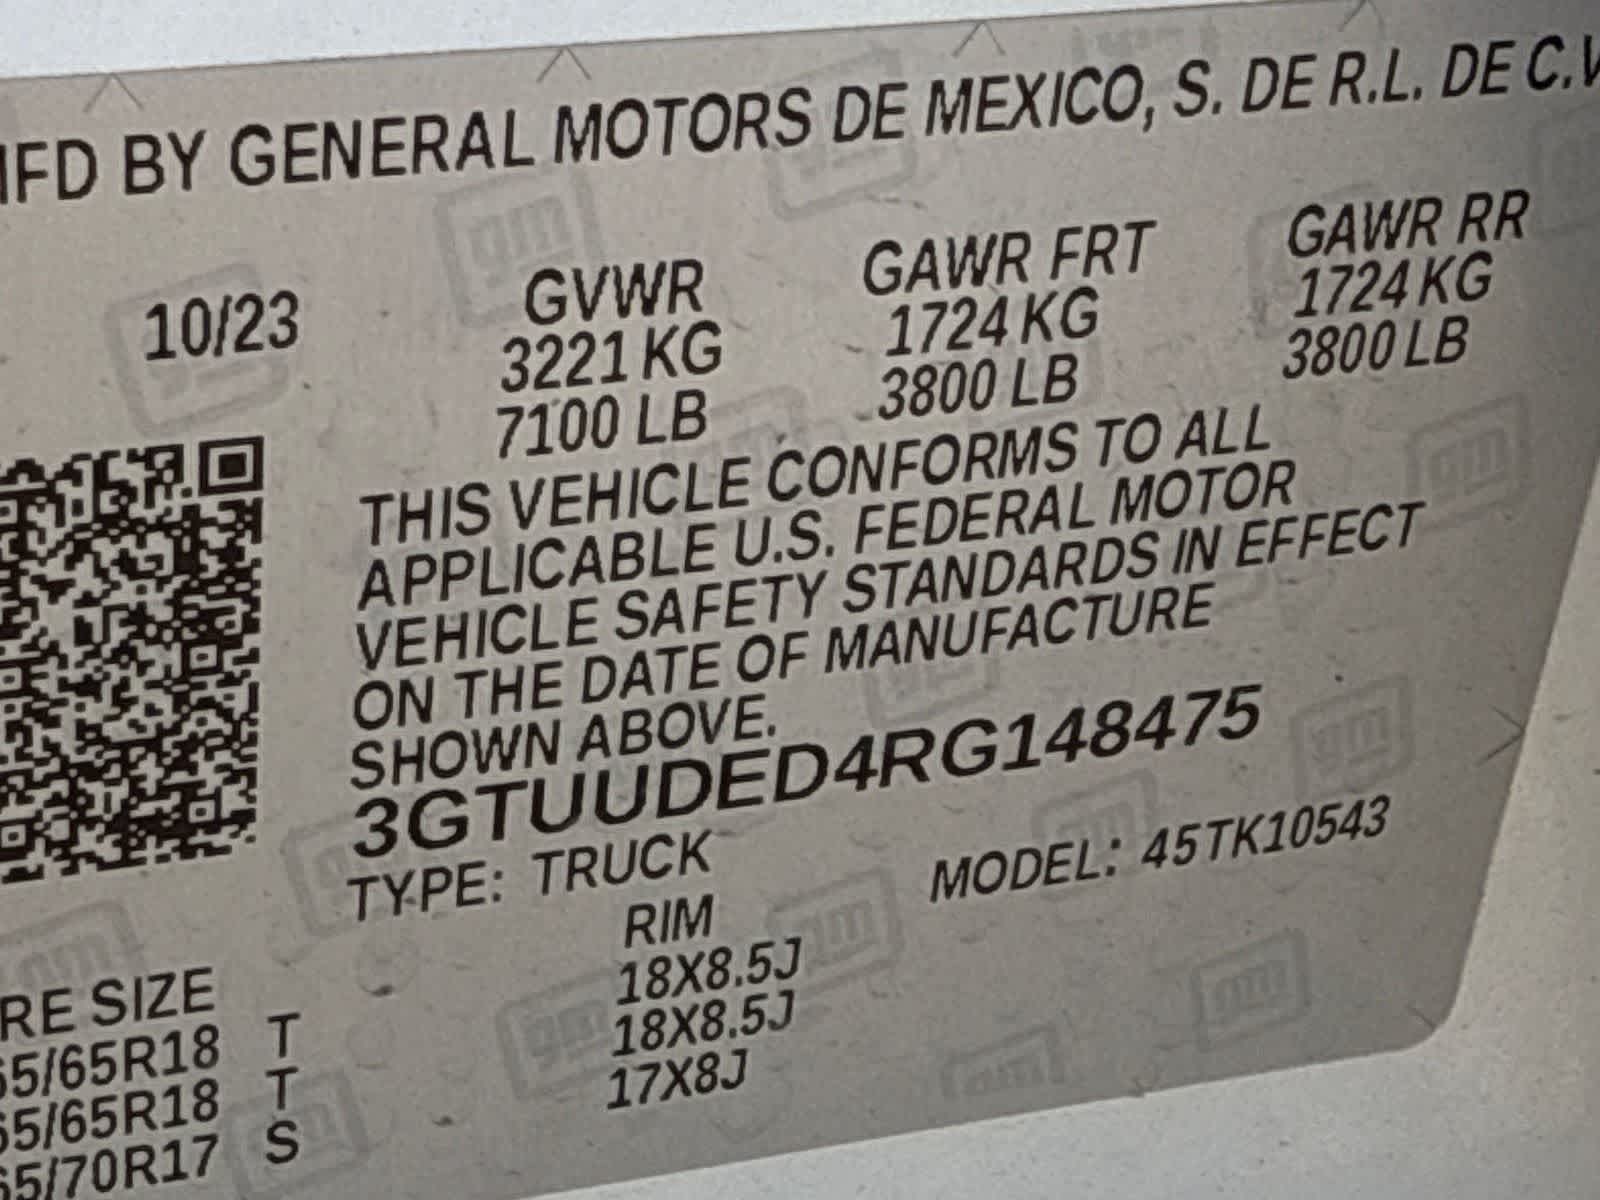 MFD BY GENERAL MOTORS DE MEXICO, S. DE R.L. DE C.V
10/23 GVWR GAWR FRT GAWR RR
3221 KG 1724 KG 1724 KG
7100 LB 3800 LB 3800 LB
THIS VEHICLE CONFORMS TO ALL
APPLICABLE U.S. FEDERAL MOTOR
VEHICLE SAFETY STANDARDS IN EFFECT
ON THE DATE OF MANUFACTURE
SHOWN ABOVE.
3GTUUDED4RG148475
TYPE: TRUCK MODEL: 45TK10543
RE SIZE RIM
65/65R18 T 18X8.5J
65/65R18 T 18X8.5J
65/70R17 S 17X8J